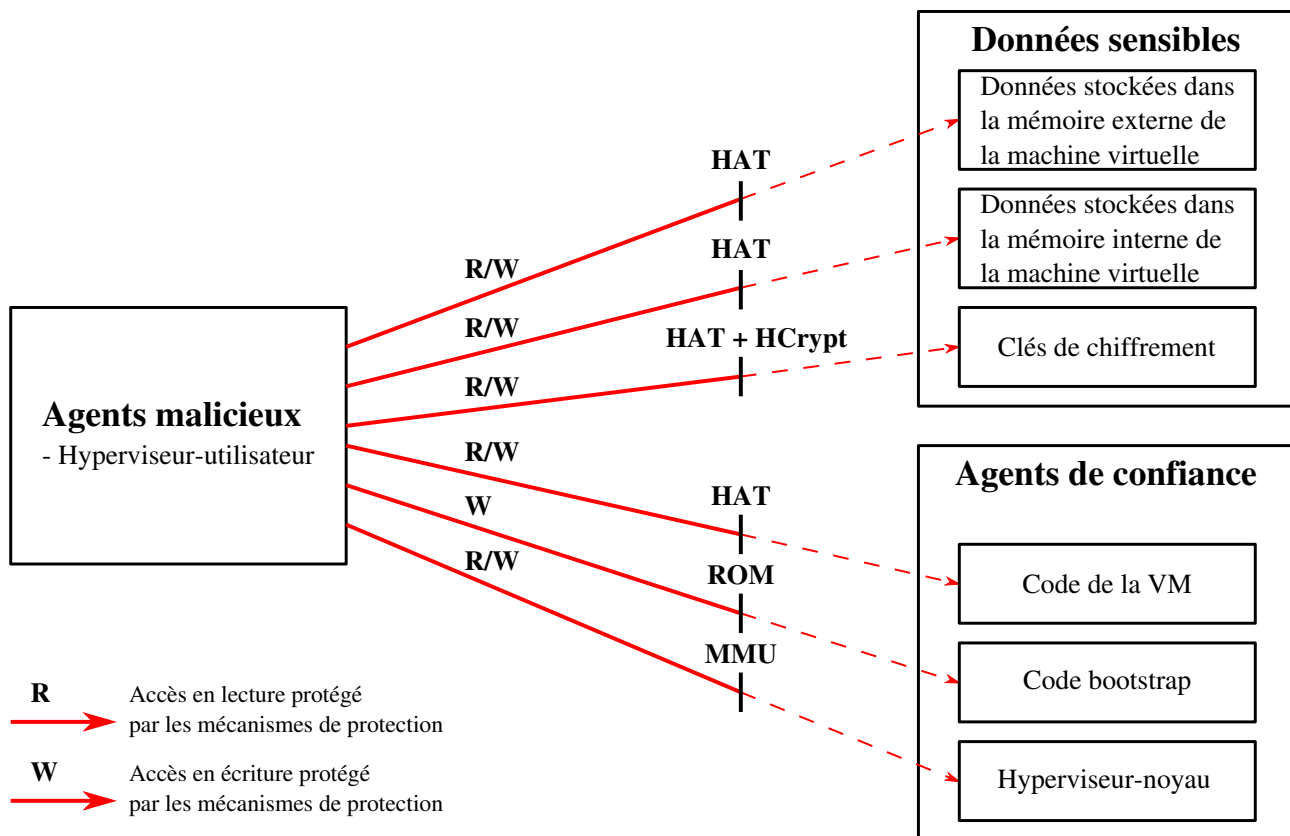 Données sensibles
Données stockées dans
la mémoire externe de
la machine virtuelle
HAT
Données stockées dans
la mémoire interne de
la machine virtuelle
HAT
R/W
R/W
HAT + HCrypt
Clés de chiffrement
R/W
Agents malicieux
- Hyperviseur-utilisateur
R/W
Agents de confiance
HAT
W
R/W
ROM
Code de la VM
MMU
Code bootstrap
Hyperviseur-noyau
R
Accès en lecture protégé
par les mécanismes de protection
W
Accès en écriture protégé
par les mécanismes de protection